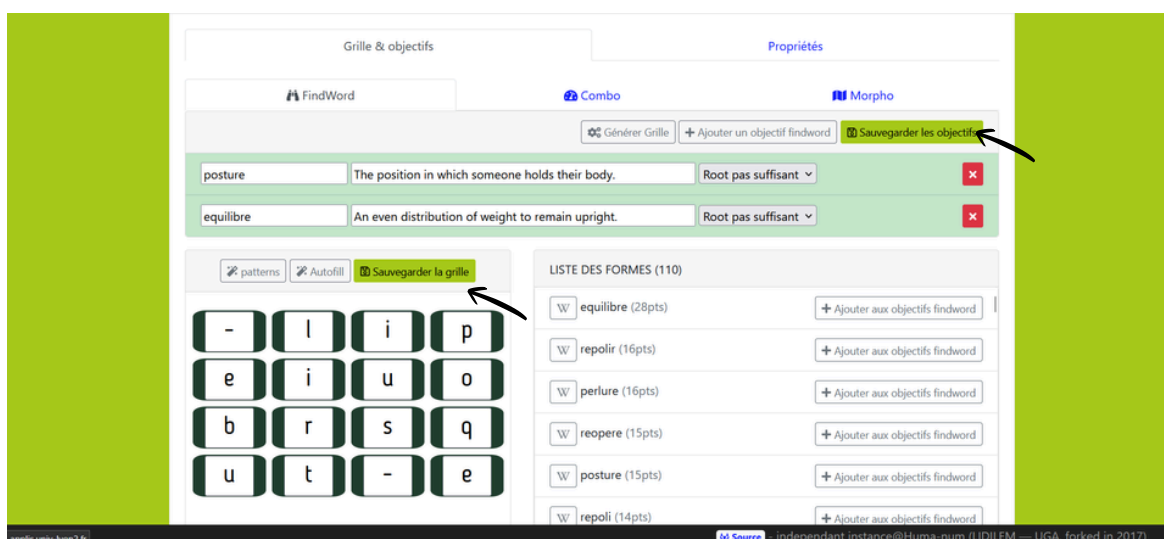 Grille & objectifs Propriétés
FindWord Combo Morpho
Générer Grille + Ajouter un objectif findword Sauvegarder les objectifs
posture The position in which someone holds their body. Root pas suffisant
equilibre An even distribution of weight to remain upright. Root pas suffisant
patterns Autofill Sauvegarder la grille
- l i p
e i u o
b r s q
u t - e
LISTE DES FORMES (110)
W equilibre (28pts) + Ajouter aux objectifs findword
W repolir (16pts) + Ajouter aux objectifs findword
W perlure (16pts) + Ajouter aux objectifs findword
W reopere (15pts) + Ajouter aux objectifs findword
W posture (15pts) + Ajouter aux objectifs findword
W repoli (14pts) + Ajouter aux objectifs findword
Source - independant instance@Huma-num (LIDILEM — UGA, forked in 2017)